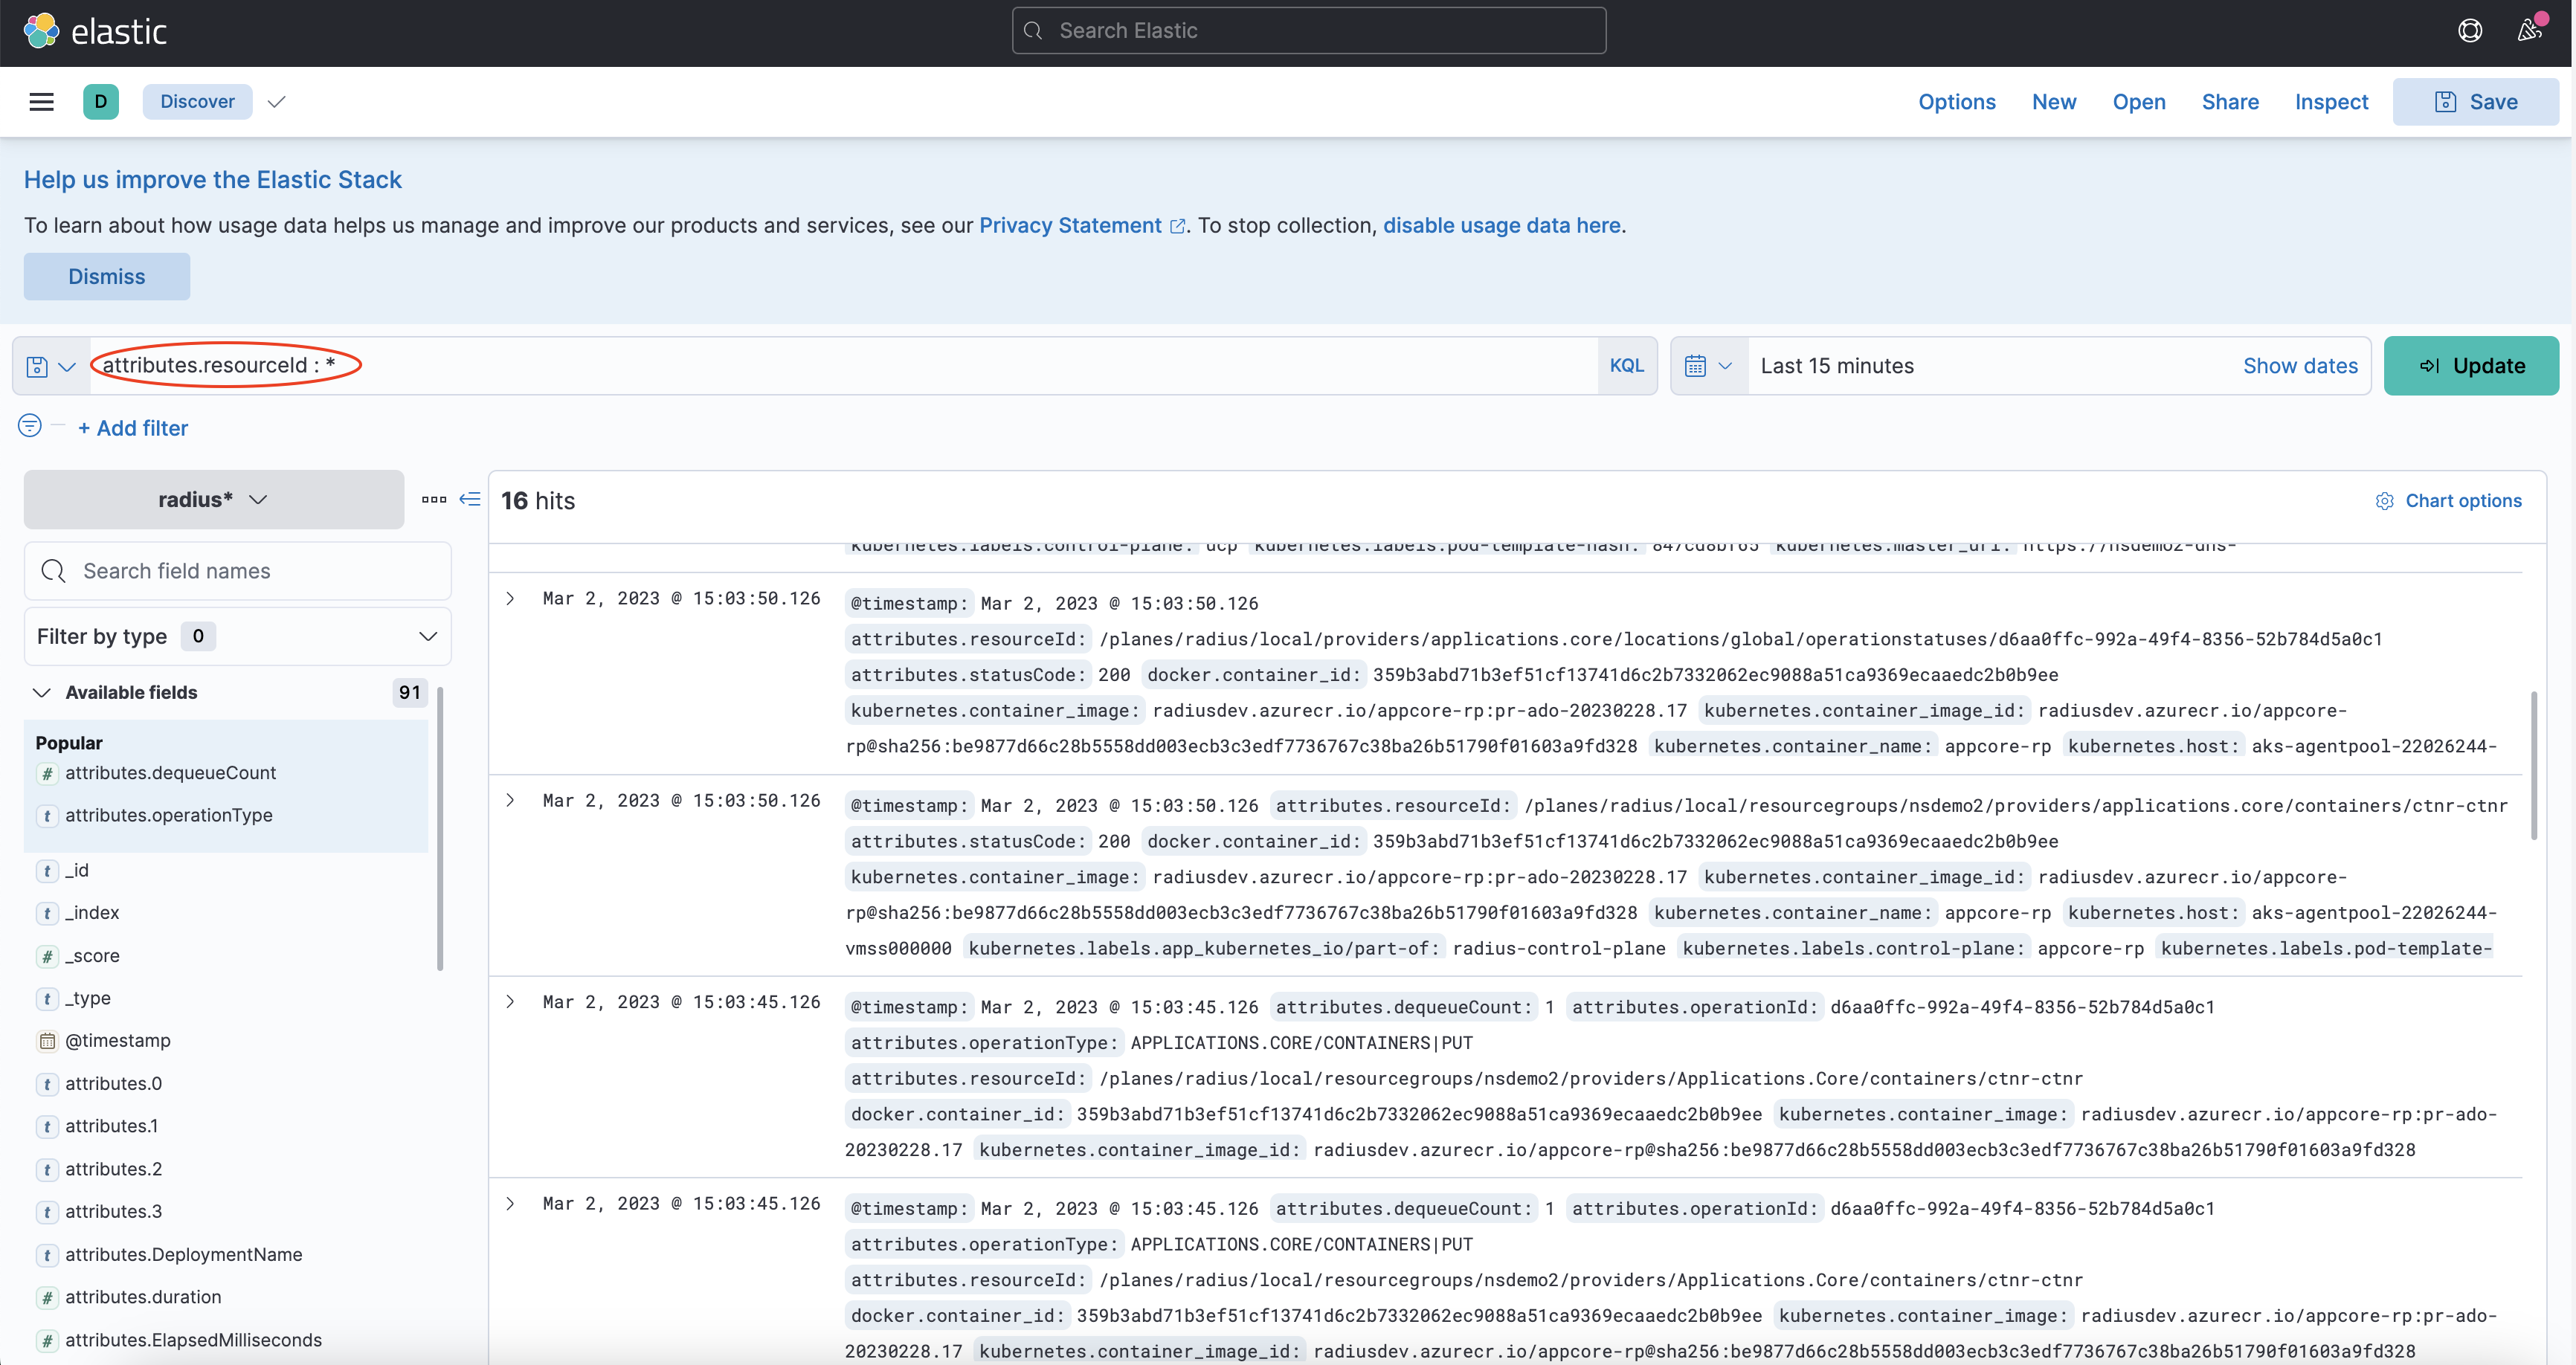 elastic
Search Elastic
D
Discover
Options
New
Open
Share
Inspect
Save
Help us improve the Elastic Stack
To learn about how usage data helps us manage and improve our products and services, see our Privacy Statement. To stop collection, disable usage data here.
Dismiss
attributes.resourceId : *
KQL
Last 15 minutes
Show dates
Update
+ Add filter
radius*
16 hits
Chart options
Search field names
Filter by type 0
Available fields 91
Popular
# attributes.dequeueCount
t attributes.operationType
t _id
t _index
# _score
t _type
@timestamp
t attributes.0
t attributes.1
t attributes.2
t attributes.3
t attributes.DeploymentName
# attributes.duration
# attributes.ElapsedMilliseconds
kubernetes.labels.control-plane: ucp kubernetes.labels.pod-template-hash: 847cd8bf65 kubernetes.master_url: https://nsdemo2-dns-
Mar 2, 2023 @ 15:03:50.126
@timestamp: Mar 2, 2023 @ 15:03:50.126
attributes.resourceId: /planes/radius/local/providers/applications.core/locations/global/operationstatuses/d6aa0ffc-992a-49f4-8356-52b784d5a0c1
attributes.statusCode: 200 docker.container_id: 359b3abd71b3ef51cf13741d6c2b7332062ec9088a51ca9369ecaaedc2b0b9ee
kubernetes.container_image: radiusdev.azurecr.io/appcore-rp:pr-ado-20230228.17 kubernetes.container_image_id: radiusdev.azurecr.io/appcore-
rp@sha256:be9877d66c28b5558dd003ecb3c3edf7736767c38ba26b51790f01603a9fd328 kubernetes.container_name: appcore-rp kubernetes.host: aks-agentpool-22026244-
Mar 2, 2023 @ 15:03:50.126
@timestamp: Mar 2, 2023 @ 15:03:50.126 attributes.resourceId: /planes/radius/local/resourcegroups/nsdemo2/providers/applications.core/containers/ctnr-ctnr
attributes.statusCode: 200 docker.container_id: 359b3abd71b3ef51cf13741d6c2b7332062ec9088a51ca9369ecaaedc2b0b9ee
kubernetes.container_image: radiusdev.azurecr.io/appcore-rp:pr-ado-20230228.17 kubernetes.container_image_id: radiusdev.azurecr.io/appcore-
rp@sha256:be9877d66c28b5558dd003ecb3c3edf7736767c38ba26b51790f01603a9fd328 kubernetes.container_name: appcore-rp kubernetes.host: aks-agentpool-22026244-
vmss000000 kubernetes.labels.app_kubernetes_io/part-of: radius-control-plane kubernetes.labels.control-plane: appcore-rp kubernetes.labels.pod-template-
Mar 2, 2023 @ 15:03:45.126
@timestamp: Mar 2, 2023 @ 15:03:45.126 attributes.dequeueCount: 1 attributes.operationId: d6aa0ffc-992a-49f4-8356-52b784d5a0c1
attributes.operationType: APPLICATIONS.CORE/CONTAINERS|PUT
attributes.resourceId: /planes/radius/local/resourcegroups/nsdemo2/providers/Applications.Core/containers/ctnr-ctnr
docker.container_id: 359b3abd71b3ef51cf13741d6c2b7332062ec9088a51ca9369ecaaedc2b0b9ee kubernetes.container_image: radiusdev.azurecr.io/appcore-rp:pr-ado-
20230228.17 kubernetes.container_image_id: radiusdev.azurecr.io/appcore-rp@sha256:be9877d66c28b5558dd003ecb3c3edf7736767c38ba26b51790f01603a9fd328
Mar 2, 2023 @ 15:03:45.126
@timestamp: Mar 2, 2023 @ 15:03:45.126 attributes.dequeueCount: 1 attributes.operationId: d6aa0ffc-992a-49f4-8356-52b784d5a0c1
attributes.operationType: APPLICATIONS.CORE/CONTAINERS|PUT
attributes.resourceId: /planes/radius/local/resourcegroups/nsdemo2/providers/Applications.Core/containers/ctnr-ctnr
docker.container_id: 359b3abd71b3ef51cf13741d6c2b7332062ec9088a51ca9369ecaaedc2b0b9ee kubernetes.container_image: radiusdev.azurecr.io/appcore-rp:pr-ado-
20230228.17 kubernetes.container_image_id: radiusdev.azurecr.io/appcore-rp@sha256:be9877d66c28b5558dd003ecb3c3edf7736767c38ba26b51790f01603a9fd328